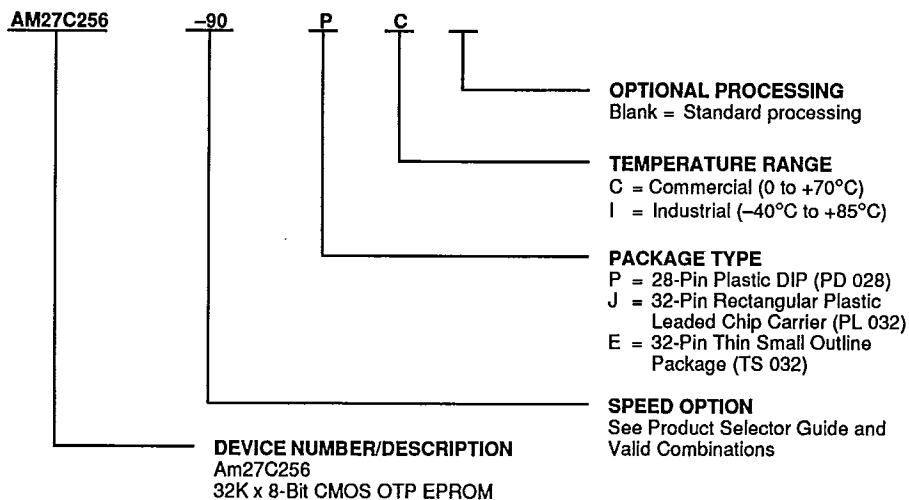 AM27C256 –90 P C
OPTIONAL PROCESSING
Blank = Standard processing
TEMPERATURE RANGE
C = Commercial (0 to +70°C)
I = Industrial (–40°C to +85°C)
PACKAGE TYPE
P = 28-Pin Plastic DIP (PD 028)
J = 32-Pin Rectangular Plastic
Leaded Chip Carrier (PL 032)
E = 32-Pin Thin Small Outline
Package (TS 032)
SPEED OPTION
See Product Selector Guide and
Valid Combinations
DEVICE NUMBER/DESCRIPTION
Am27C256
32K x 8-Bit CMOS OTP EPROM